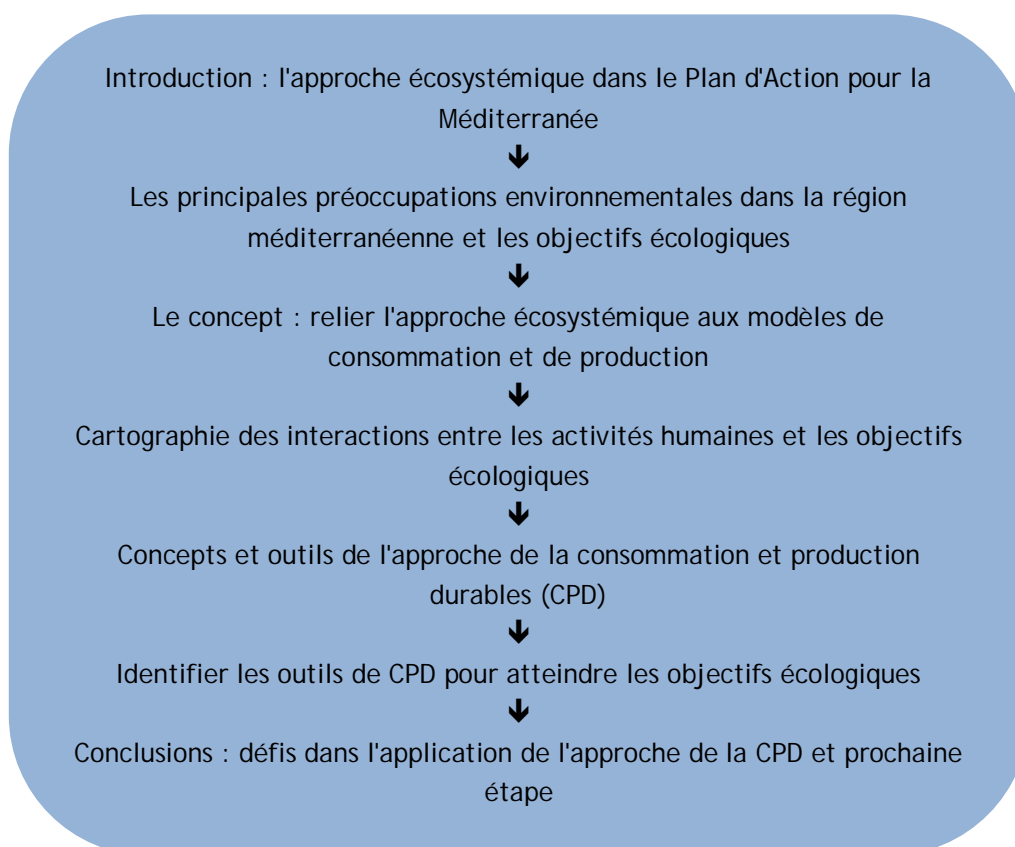 Introduction : l'approche écosystémique dans le Plan d'Action pour la
Méditerranée
🡫
Les principales préoccupations environnementales dans la région
méditerranéenne et les objectifs écologiques
🡫
Le concept : relier l'approche écosystémique aux modèles de
consommation et de production
🡫
Cartographie des interactions entre les activités humaines et les objectifs
écologiques
🡫
Concepts et outils de l'approche de la consommation et production
durables (CPD)
🡫
Identifier les outils de CPD pour atteindre les objectifs écologiques
🡫
Conclusions : défis dans l'application de l'approche de la CPD et prochaine
étape